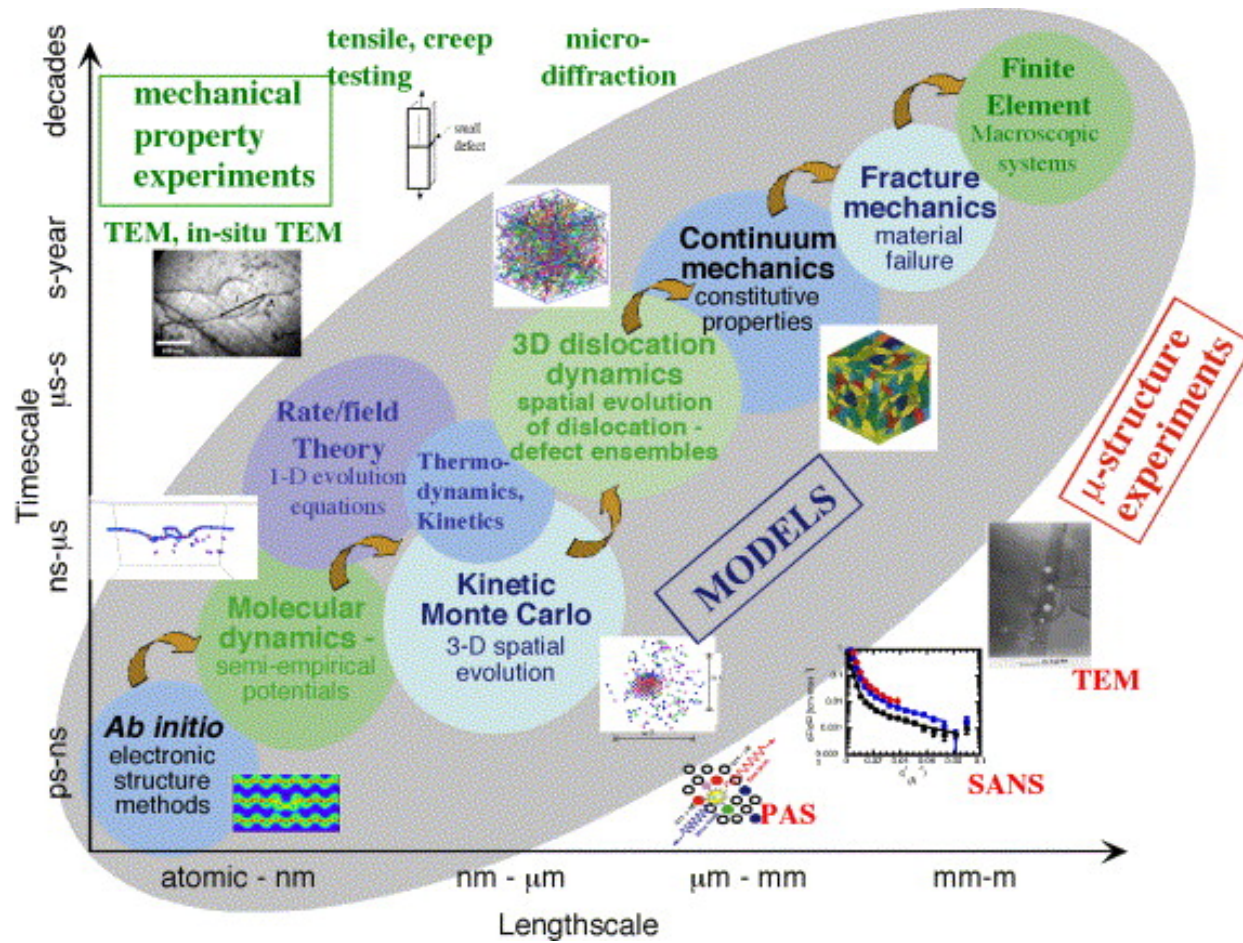 tensile, creep
testing
micro-
diffraction
mechanical
property
experiments
small
defect
TEM, in-situ TEM
Finite
Element
Macroscopic
systems
Fracture
mechanics
material
failure
Continuum
mechanics
constitutive
properties
3D dislocation
dynamics
spatial evolution
of dislocation -
defect ensembles
Rate/field
Theory
1-D evolution
equations
Thermo-
dynamics,
Kinetics
Kinetic
Monte Carlo
3-D spatial
evolution
Molecular
dynamics -
semi-empirical
potentials
Ab initio
electronic
structure
methods
MODELS
μ-structure
experiments
TEM
SANS
PAS
Timescale
decades
s-year
μs-s
ns-μs
ps-ns
atomic - nm
nm - μm
μm - mm
mm-m
Lengthscale